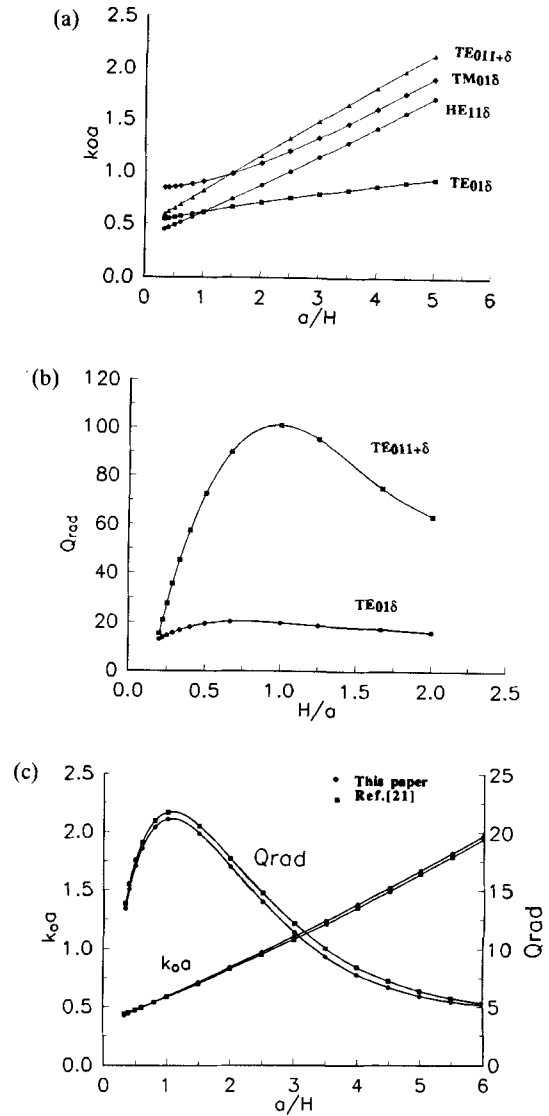 (a)
2.5
2.0
1.5
1.0
0.5
0.0
koa
TE011+δ
TM01δ
HE11δ
TE01δ
0 1 2 3 4 5 6
a/H
(b)
120
100
80
60
40
20
0
Qrad
TE011+δ
TE01δ
0.0 0.5 1.0 1.5 2.0 2.5
H/a
(c)
2.5
2.0
1.5
1.0
0.5
0.0
koa
This paper
Ref.[21]
Qrad
koa
25
20
15
10
5
0
Qrad
0 1 2 3 4 5 6
a/H